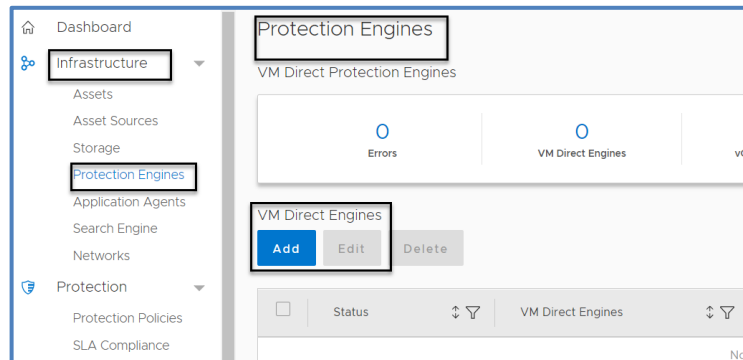 Dashboard
Infrastructure
Assets
Asset Sources
Storage
Protection Engines
Application Agents
Search Engine
Networks
Protection
Protection Policies
SLA Compliance
Protection Engines
VM Direct Protection Engines
0
Errors
0
VM Direct Engines
VM Direct Engines
Add Edit Delete
Status VM Direct Engines